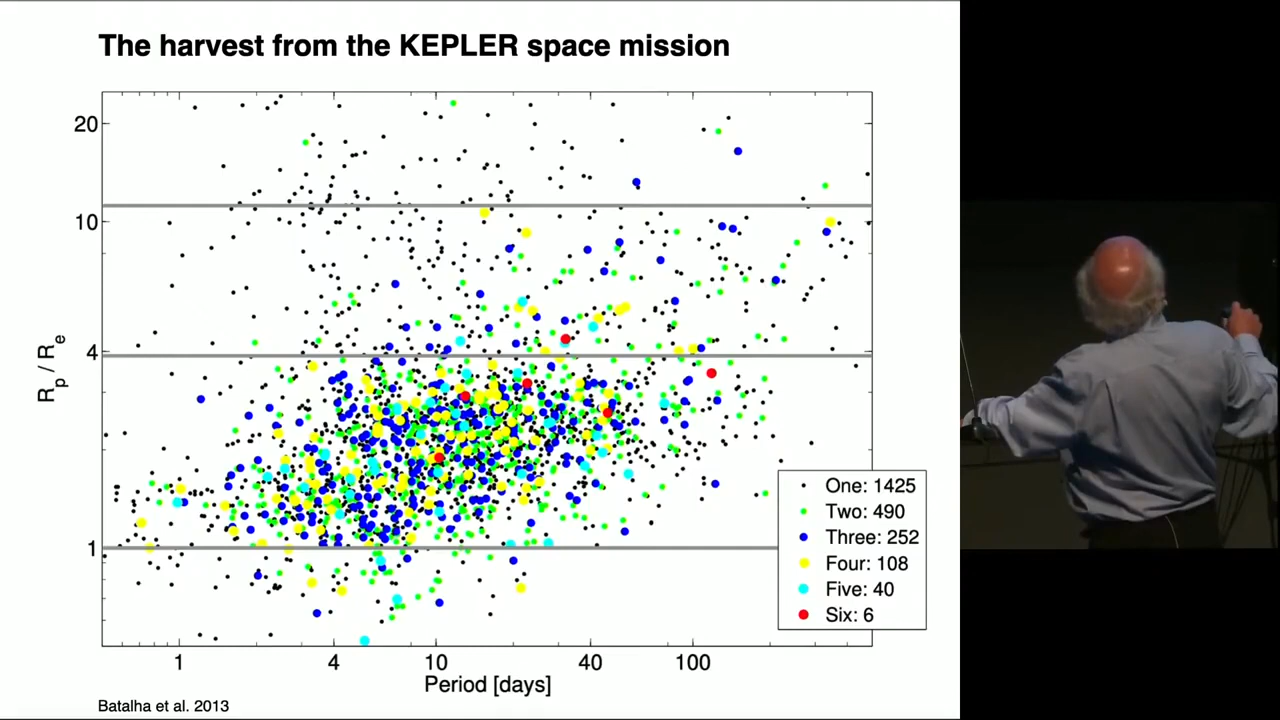 The harvest from the KEPLER space mission
20
10
4
1
R_p / R_e
One: 1425
Two: 490
Three: 252
Four: 108
Five: 40
Six: 6
1
4
10
40
100
Period [days]
Batalha et al. 2013